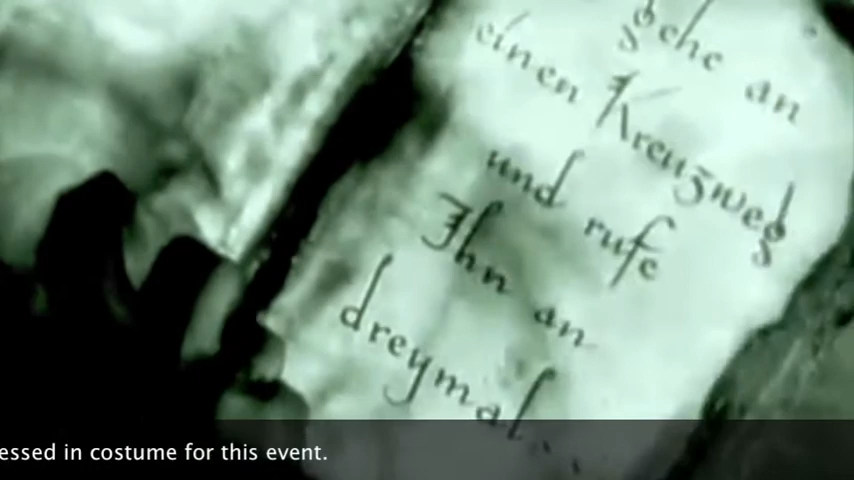 gehe an
einen Kreuzweg
und rufe
Ihn an
dreymal..
essed in costume for this event.